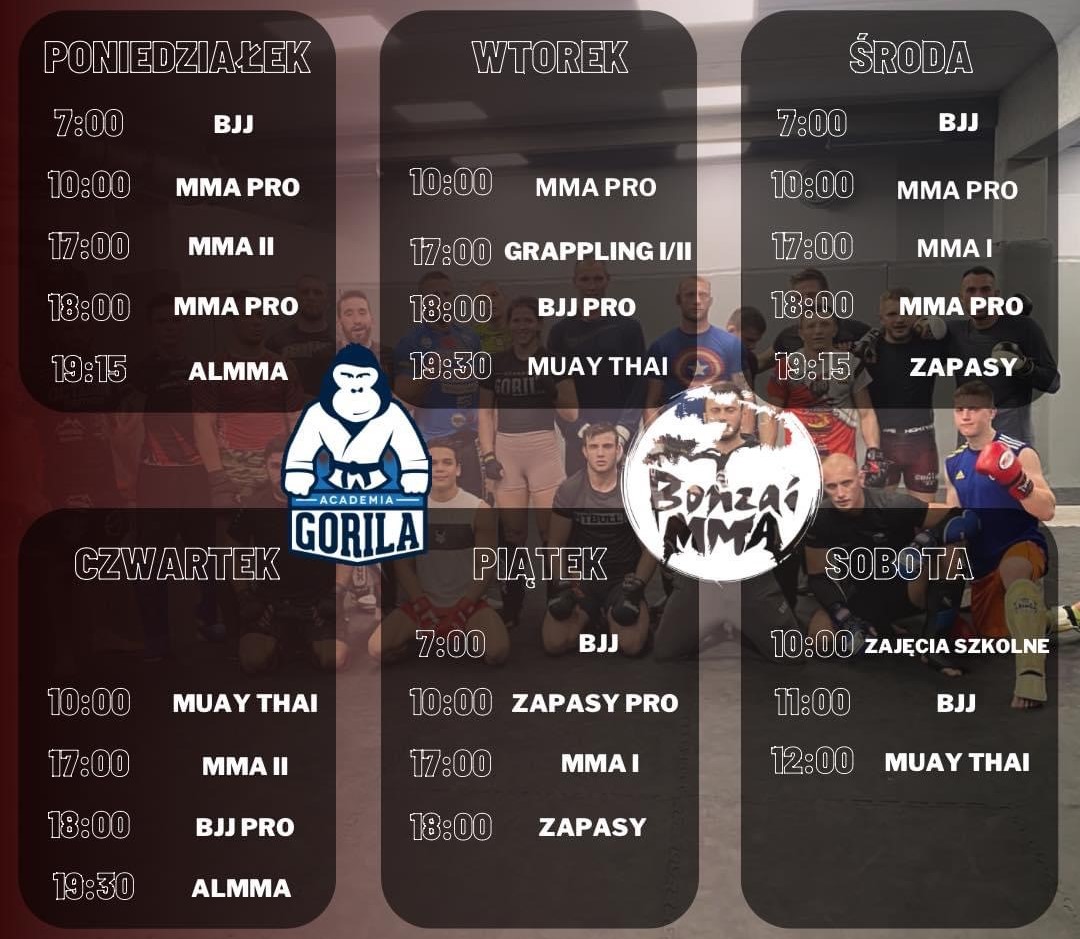 PONIEDZIAŁEK
7:00 BJJ
10:00 MMA PRO
17:00 MMA II
18:00 MMA PRO
19:15 ALMMA
WTOREK
10:00 MMA PRO
17:00 GRAPPLING I/II
18:00 BJJ PRO
19:30 MUAY THAI
ŚRODA
7:00 BJJ
10:00 MMA PRO
17:00 MMA I
18:00 MMA PRO
19:15 ZAPASY
ACADEMIA
GORILA
Bonzai
MMA
CZWARTEK
10:00 MUAY THAI
17:00 MMA II
18:00 BJJ PRO
19:30 ALMMA
PIĄTEK
7:00 BJJ
10:00 ZAPASY PRO
17:00 MMA I
18:00 ZAPASY
SOBOTA
10:00 ZAJĘCIA SZKOLNE
11:00 BJJ
12:00 MUAY THAI